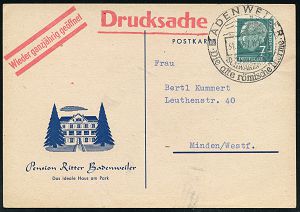 Drucksache
Wieder ganzjährig geöffnet
POSTKARTE
BADENWEILER
Die alte römische
7
Frau
Bertl Kummert
Leuthenstr. 40
Minden/Westf.
Pension Ritter Badenweiler
Das ideale Haus am Park